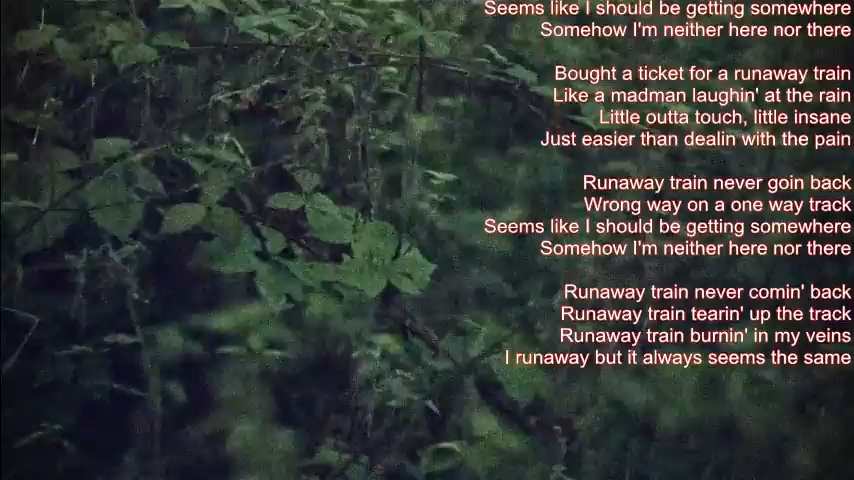 Seems like I should be getting somewhere
Somehow I'm neither here nor there
Bought a ticket for a runaway train
Like a madman laughin' at the rain
Little outta touch, little insane
Just easier than dealin with the pain
Runaway train never goin back
Wrong way on a one way track
Seems like I should be getting somewhere
Somehow I'm neither here nor there
Runaway train never comin' back
Runaway train tearin' up the track
Runaway train burnin' in my veins
I runaway but it always seems the same